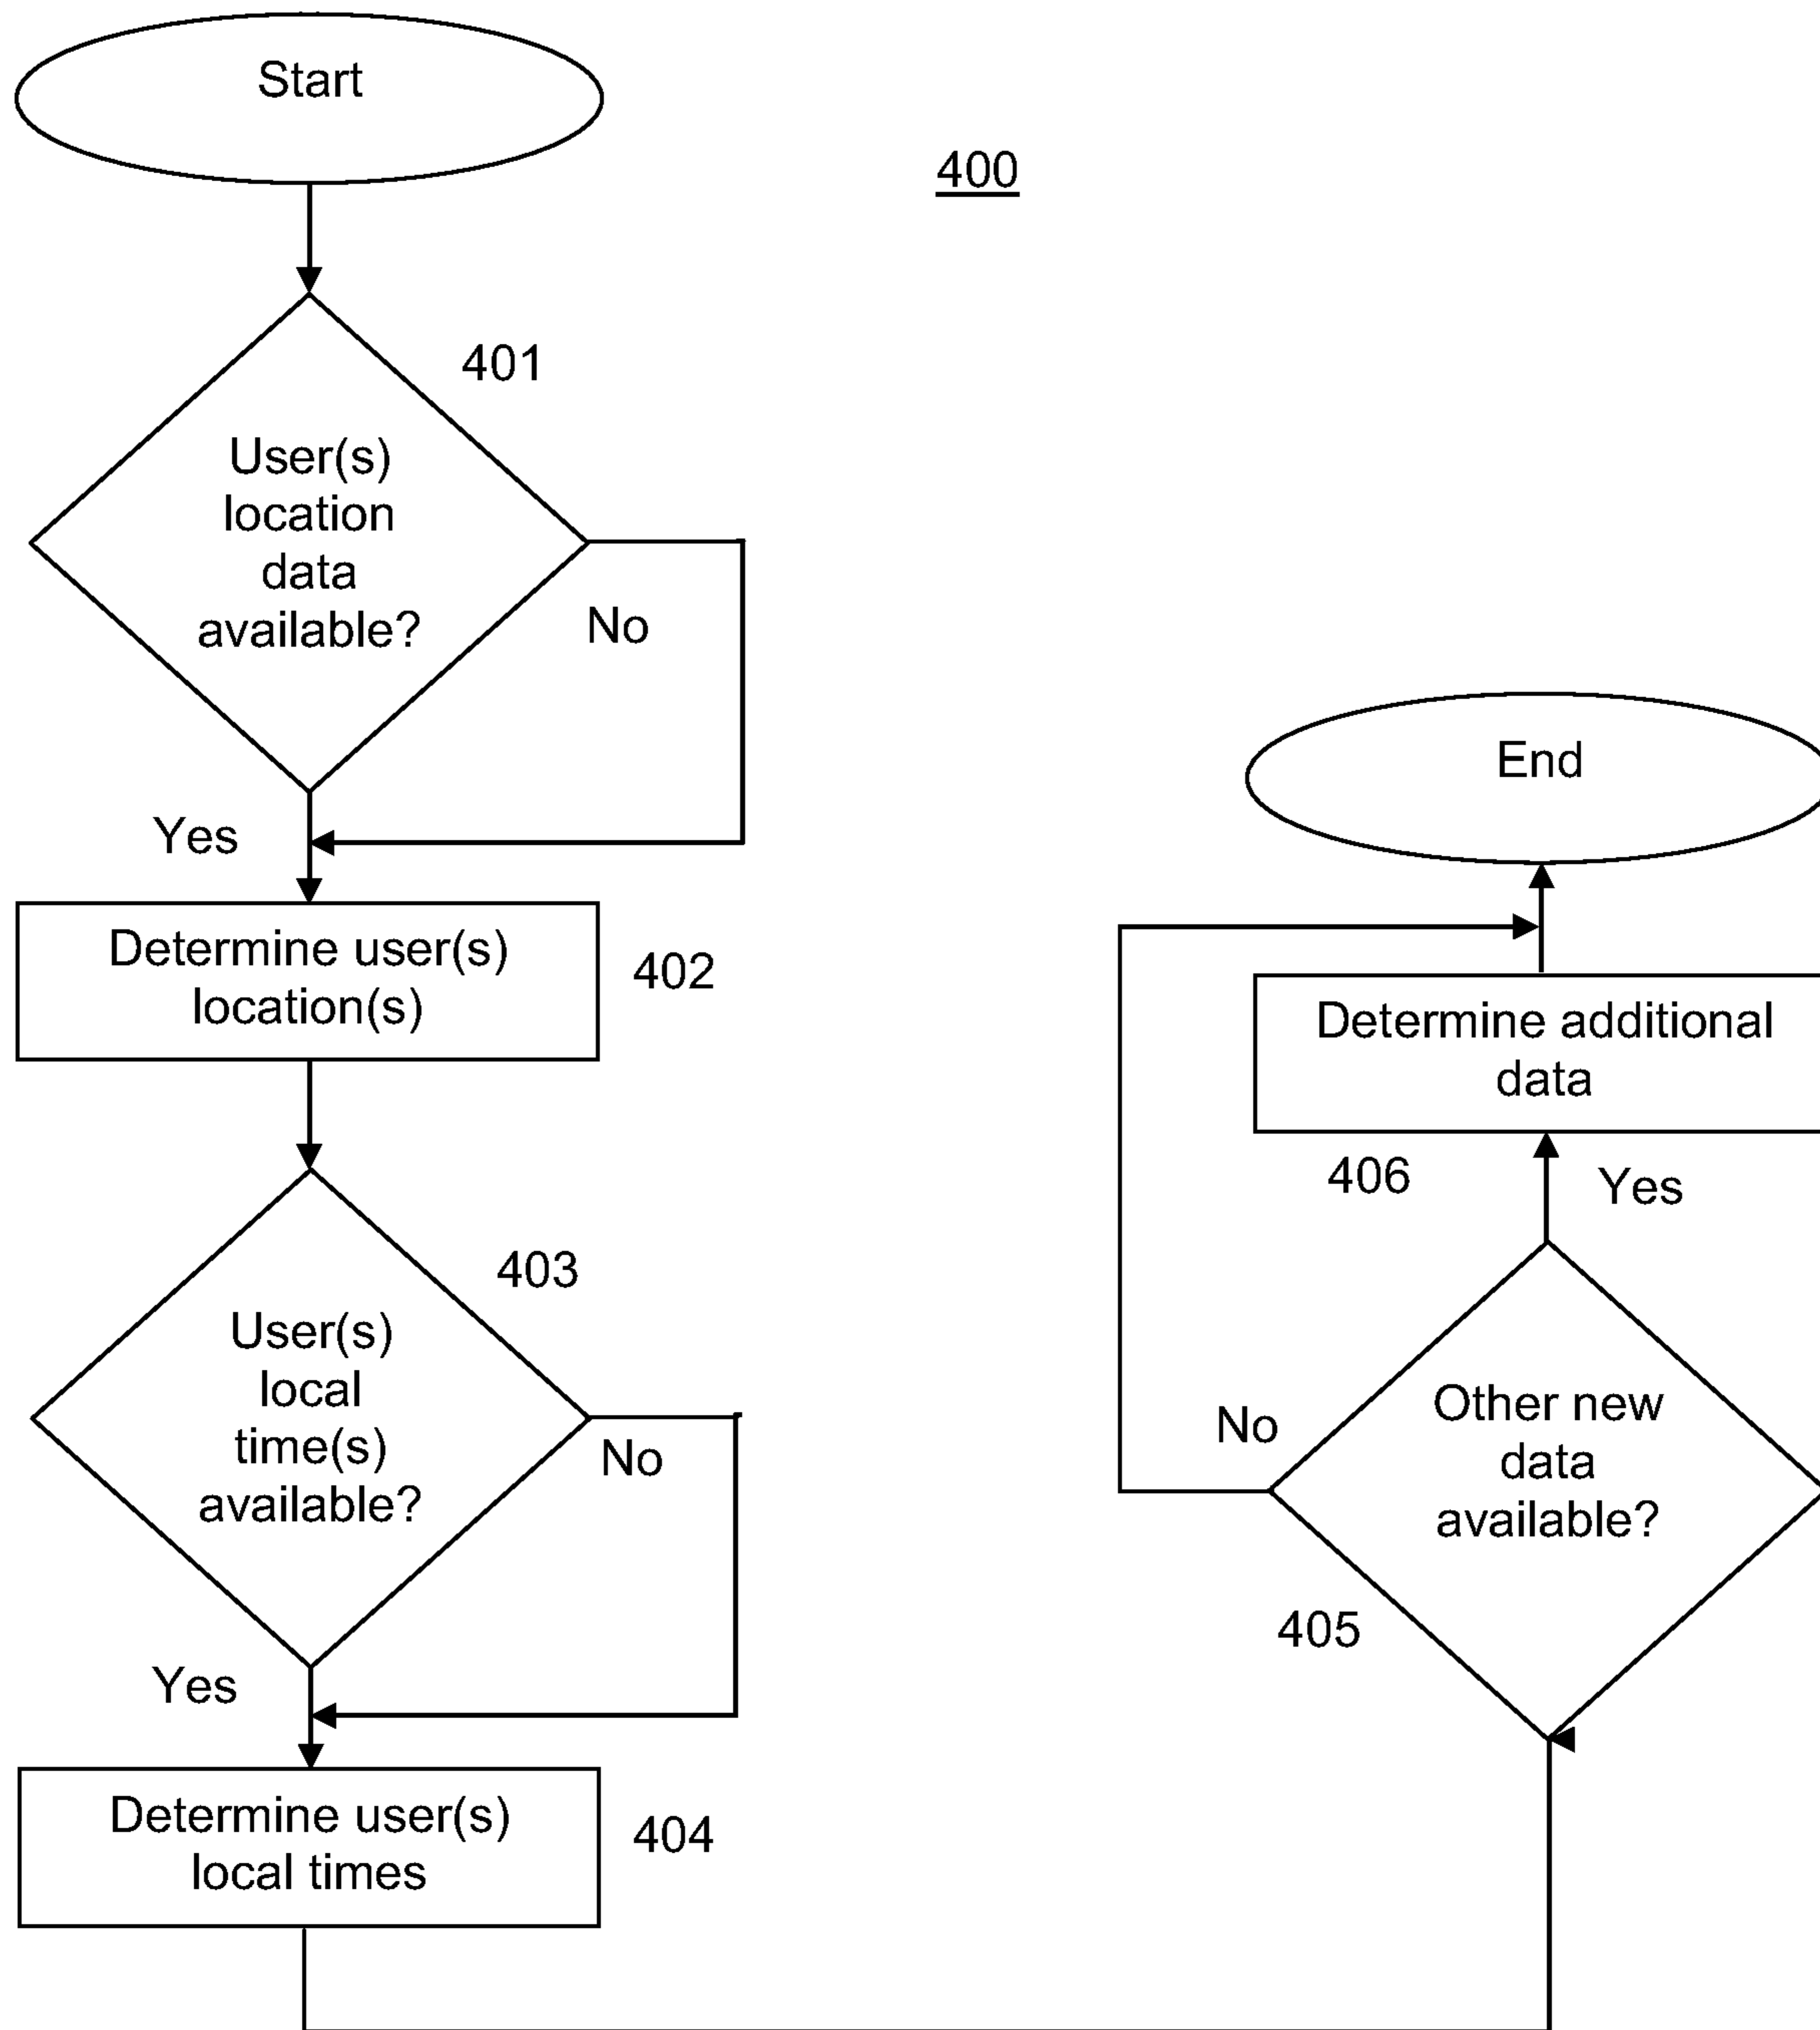 Start
400
401
User(s)
location
data
available?
No
Yes
Determine user(s)
location(s)
402
403
User(s)
local
time(s)
available?
No
Yes
Determine user(s)
local times
404
End
Determine additional
data
406
Yes
Other new
data
available?
No
405